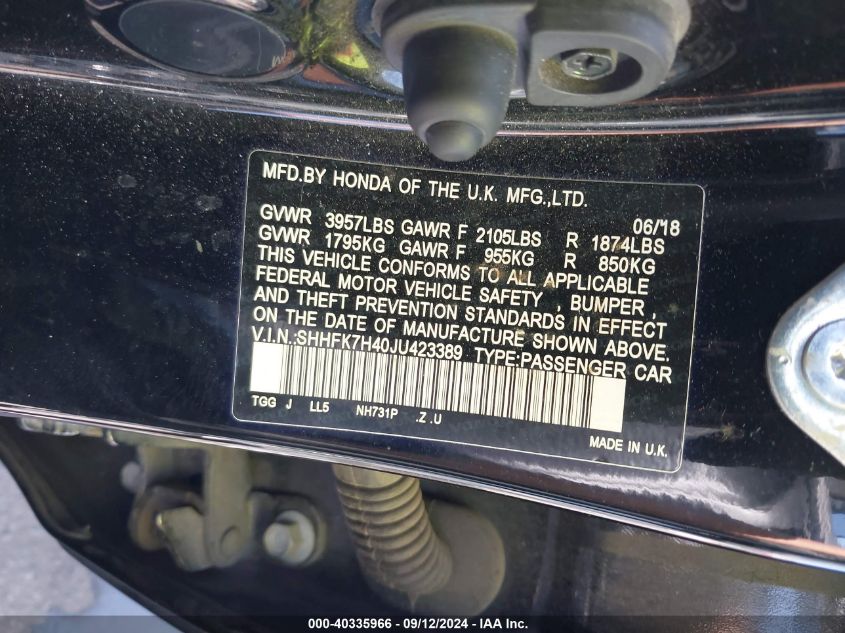 MFD.BY HONDA OF THE U.K. MFG.,LTD.
06/18
GVWR 3957LBS GAWR F 2105LBS R 1874LBS
GVWR 1795KG GAWR F 955KG R 850KG
THIS VEHICLE CONFORMS TO ALL APPLICABLE
FEDERAL MOTOR VEHICLE SAFETY , BUMPER ,
AND THEFT PREVENTION STANDARDS IN EFFECT
ON THE DATE OF MANUFACTURE SHOWN ABOVE.
V.I.N.:SHHFK7H40JU423389 TYPE:PASSENGER CAR
TGG J LL5 NH731P .Z .U
MADE IN U.K.
000-40335966 - 09/12/2024 - IAA Inc.